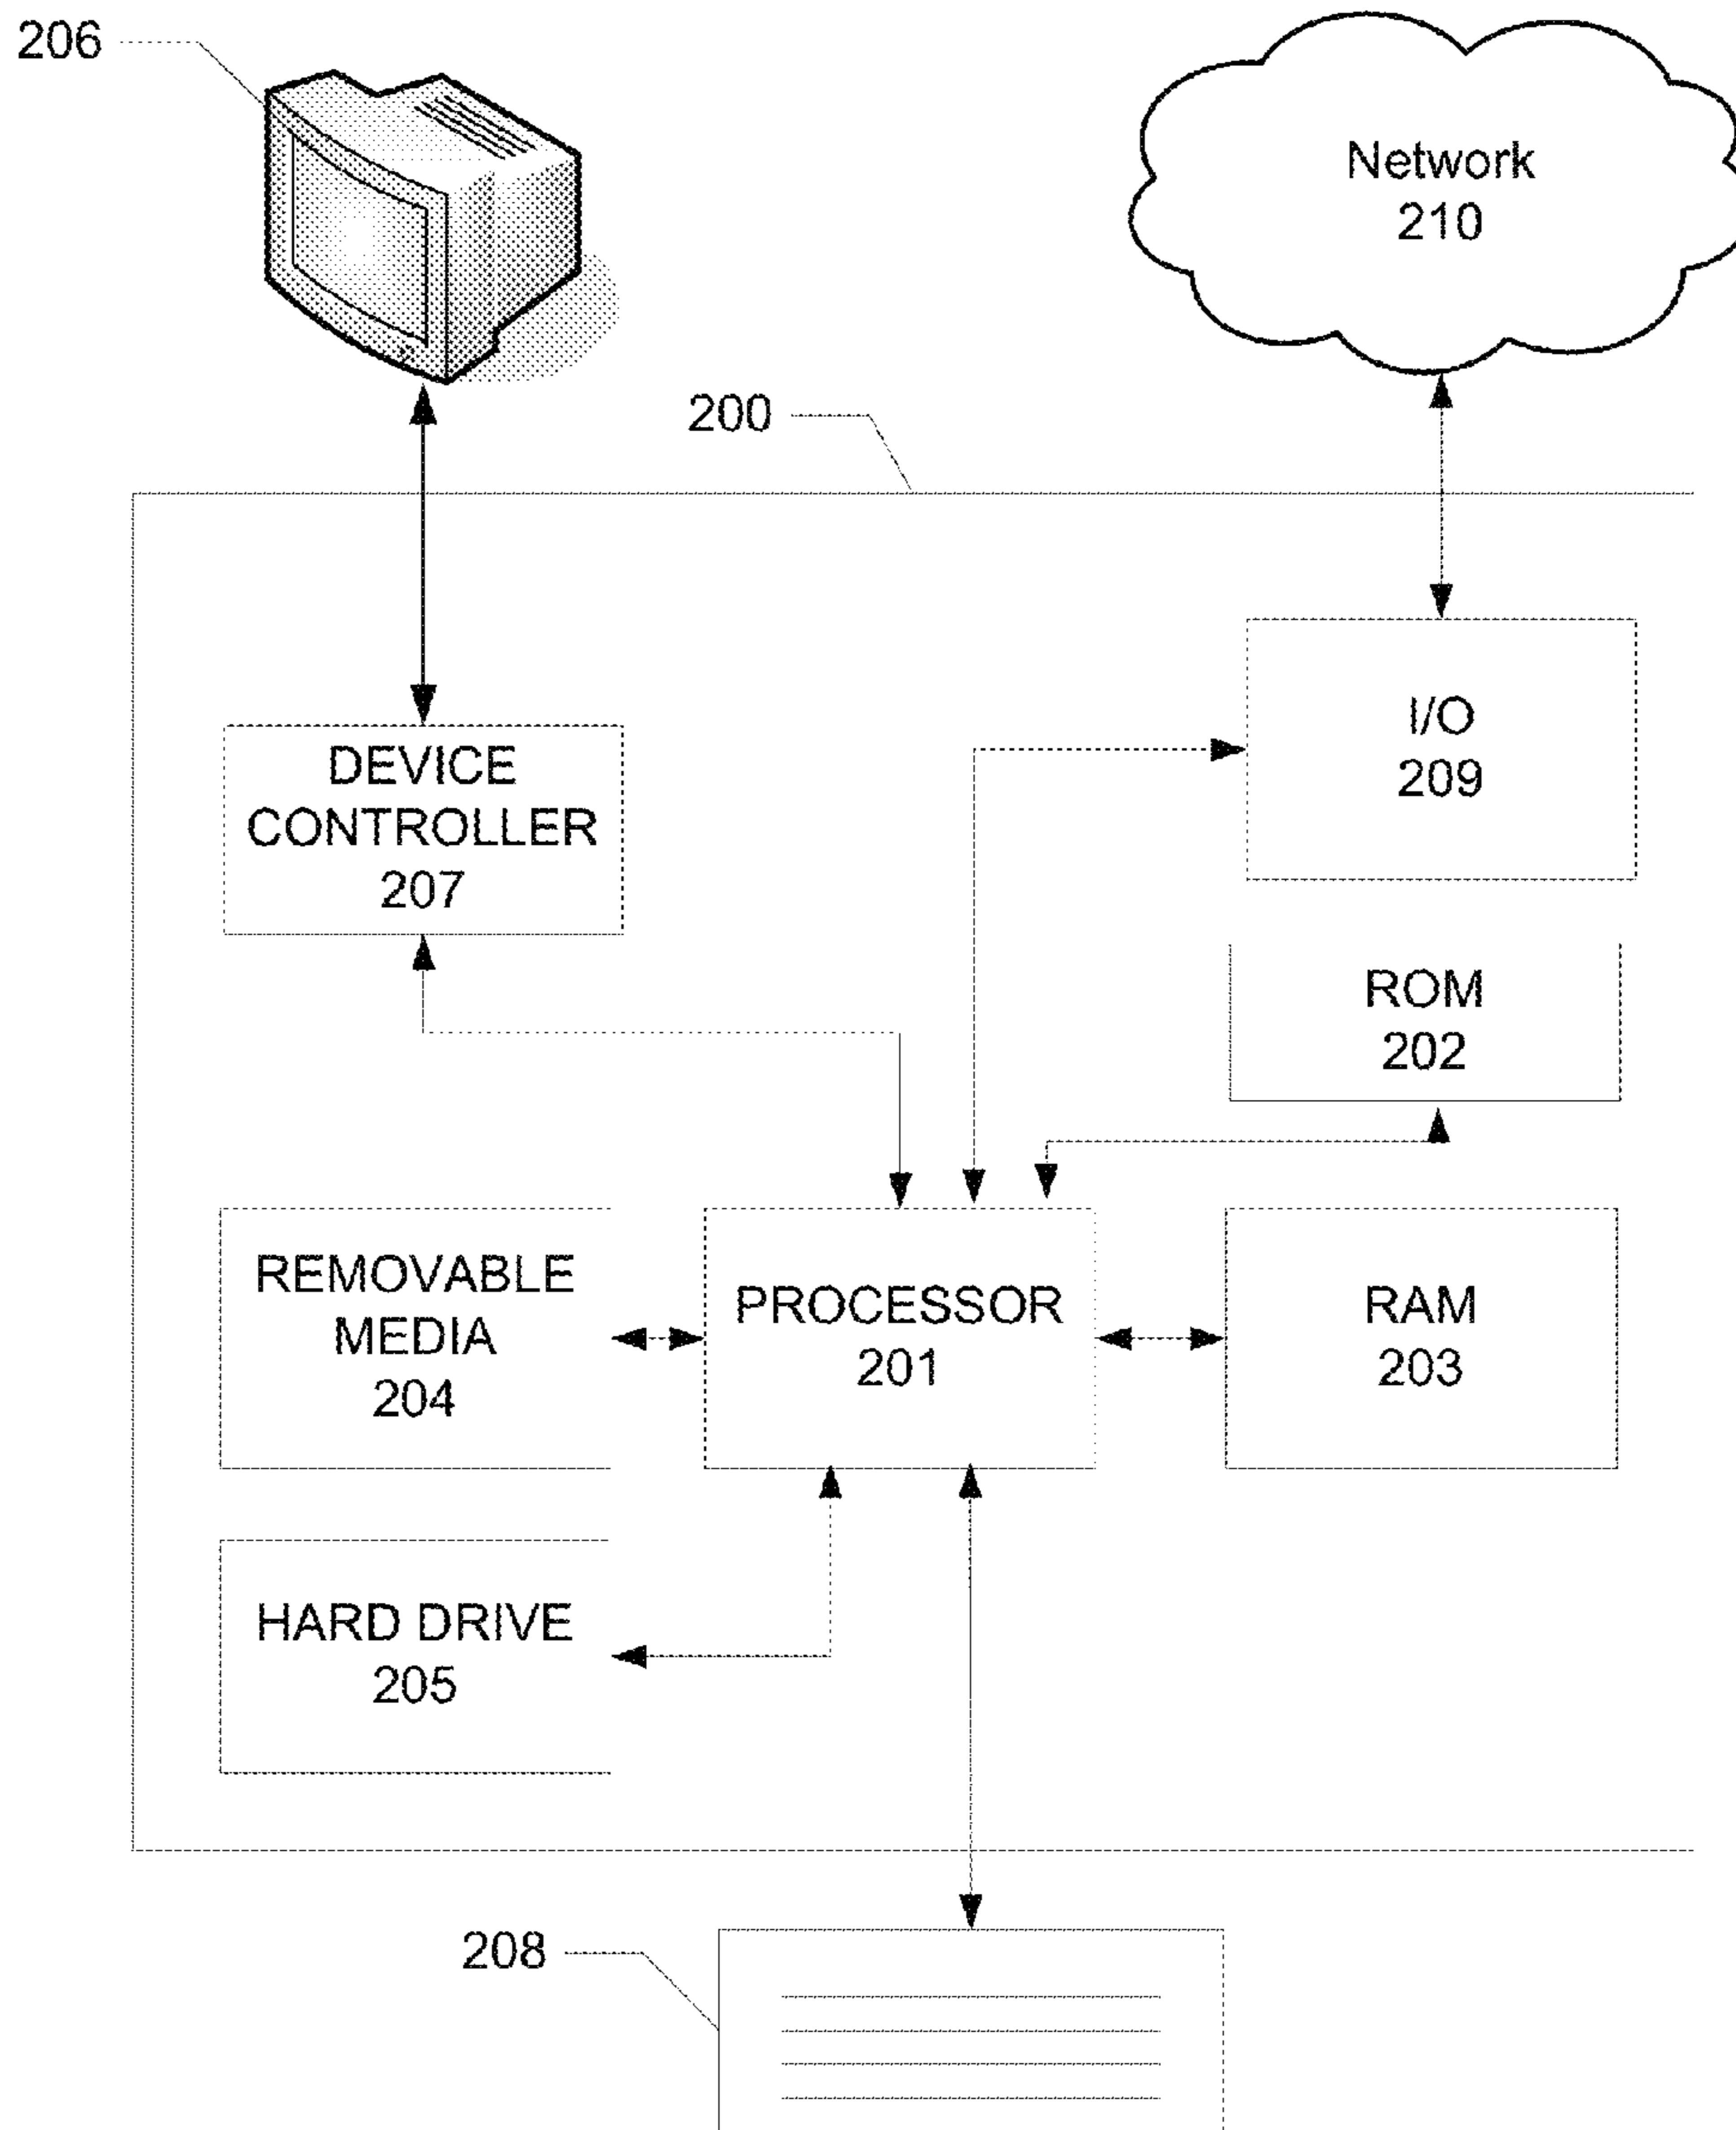 206
Network
210
200
DEVICE
CONTROLLER
207
I/O
209
ROM
202
REMOVABLE
MEDIA
204
PROCESSOR
201
RAM
203
HARD DRIVE
205
208